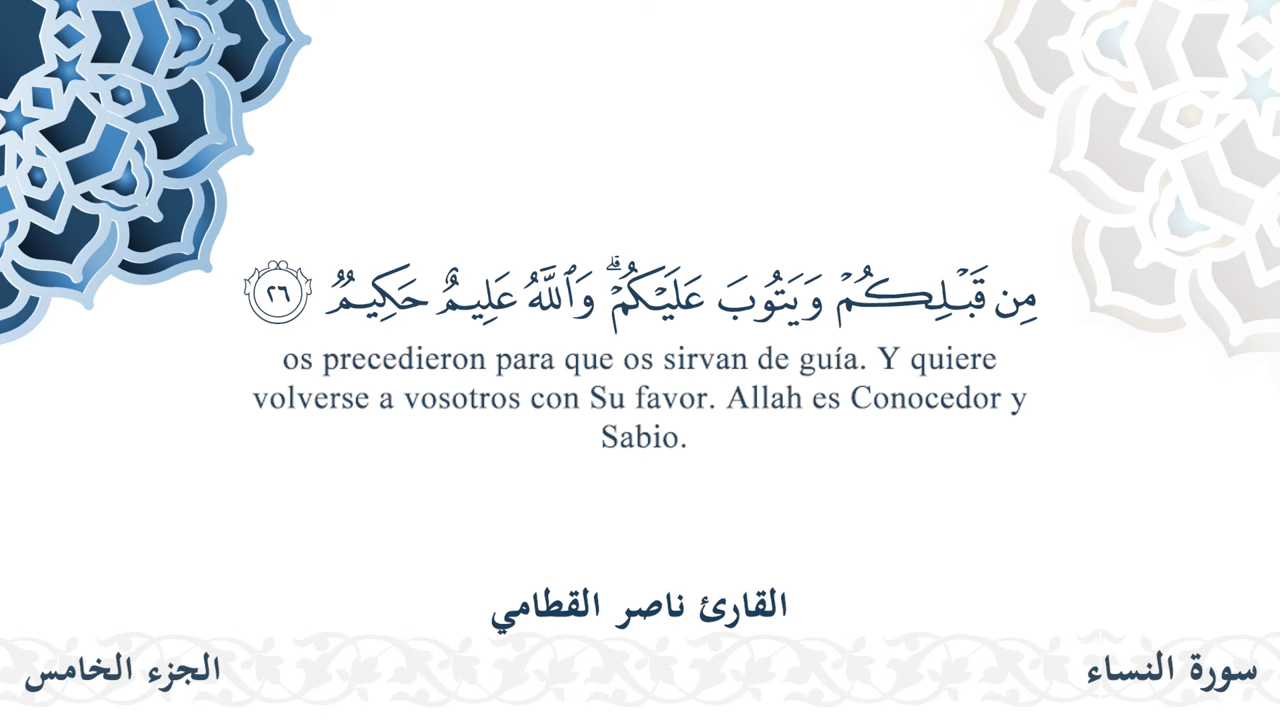 مِن قَبْلِكُمْ وَيَتُوبَ عَلَيْكُمْ ۗ وَٱللَّهُ عَلِيمٌ حَكِيمٌ ٢٦
os precedieron para que os sirvan de guía. Y quiere
volverse a vosotros con Su favor. Allah es Conocedor y
Sabio.
القارئ ناصر القطامي
سورة النساء
الجزء الخامس